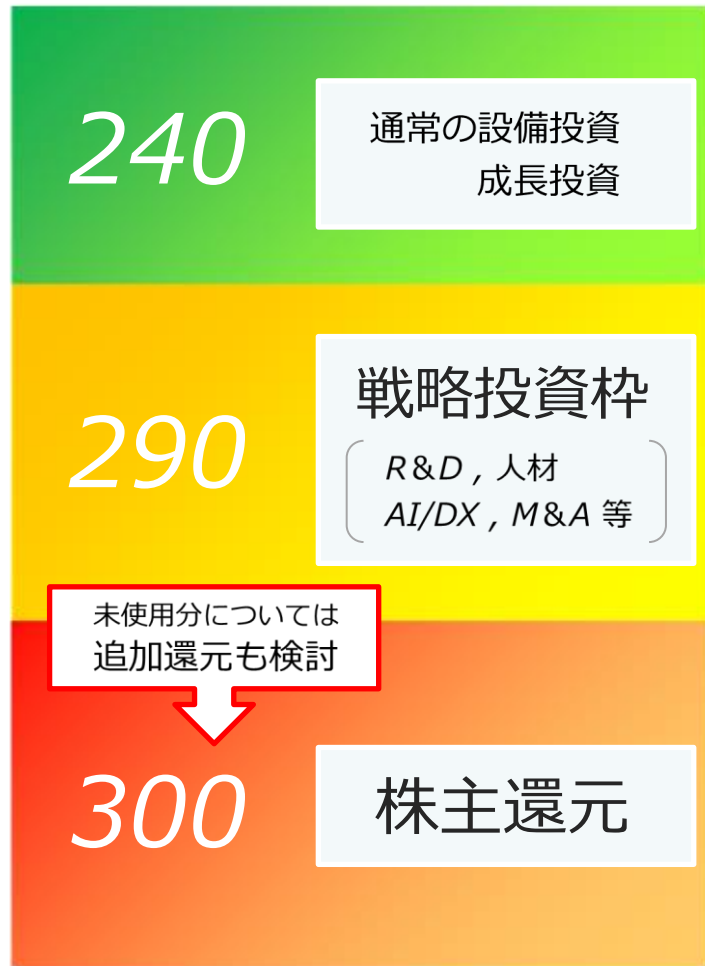 240
通常の設備投資
成長投資
290
戦略投資枠
R&D , 人材
AI/DX , M&A 等
未使用分については
追加還元も検討
300
株主還元